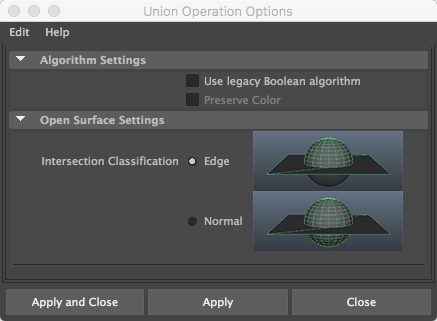 Union Operation Options
Edit Help
Algorithm Settings
Use legacy Boolean algorithm
Preserve Color
Open Surface Settings
Intersection Classification Edge
Normal
Apply and Close Apply Close